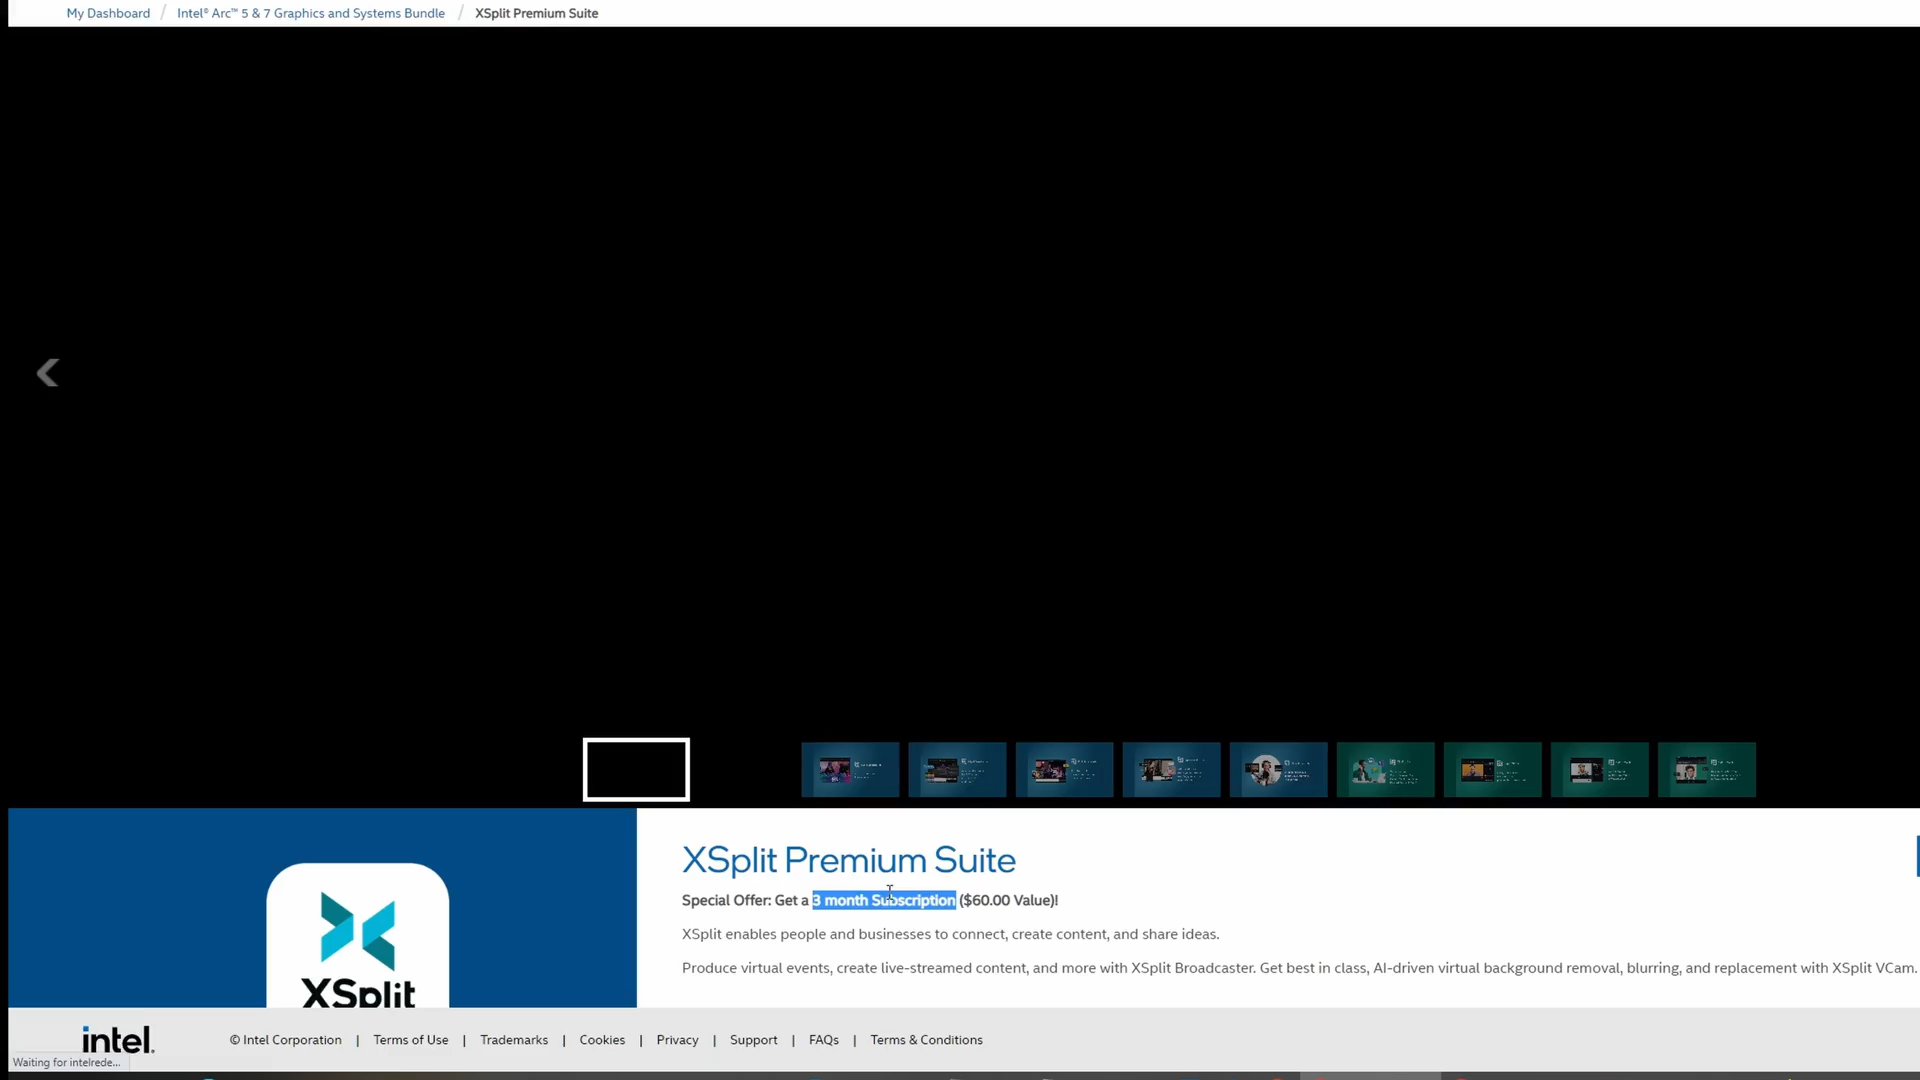 My Dashboard / Intel® Arc™ 5 & 7 Graphics and Systems Bundle / XSplit Premium Suite
XSplit
XSplit Premium Suite
Special Offer: Get a 3 month Subscription ($60.00 Value)!
XSplit enables people and businesses to connect, create content, and share ideas.
Produce virtual events, create live-streamed content, and more with XSplit Broadcaster. Get best in class, AI-driven virtual background removal, blurring, and replacement with XSplit VCam.
intel.
© Intel Corporation | Terms of Use | Trademarks | Cookies | Privacy | Support | FAQs | Terms & Conditions
Waiting for intelrede...